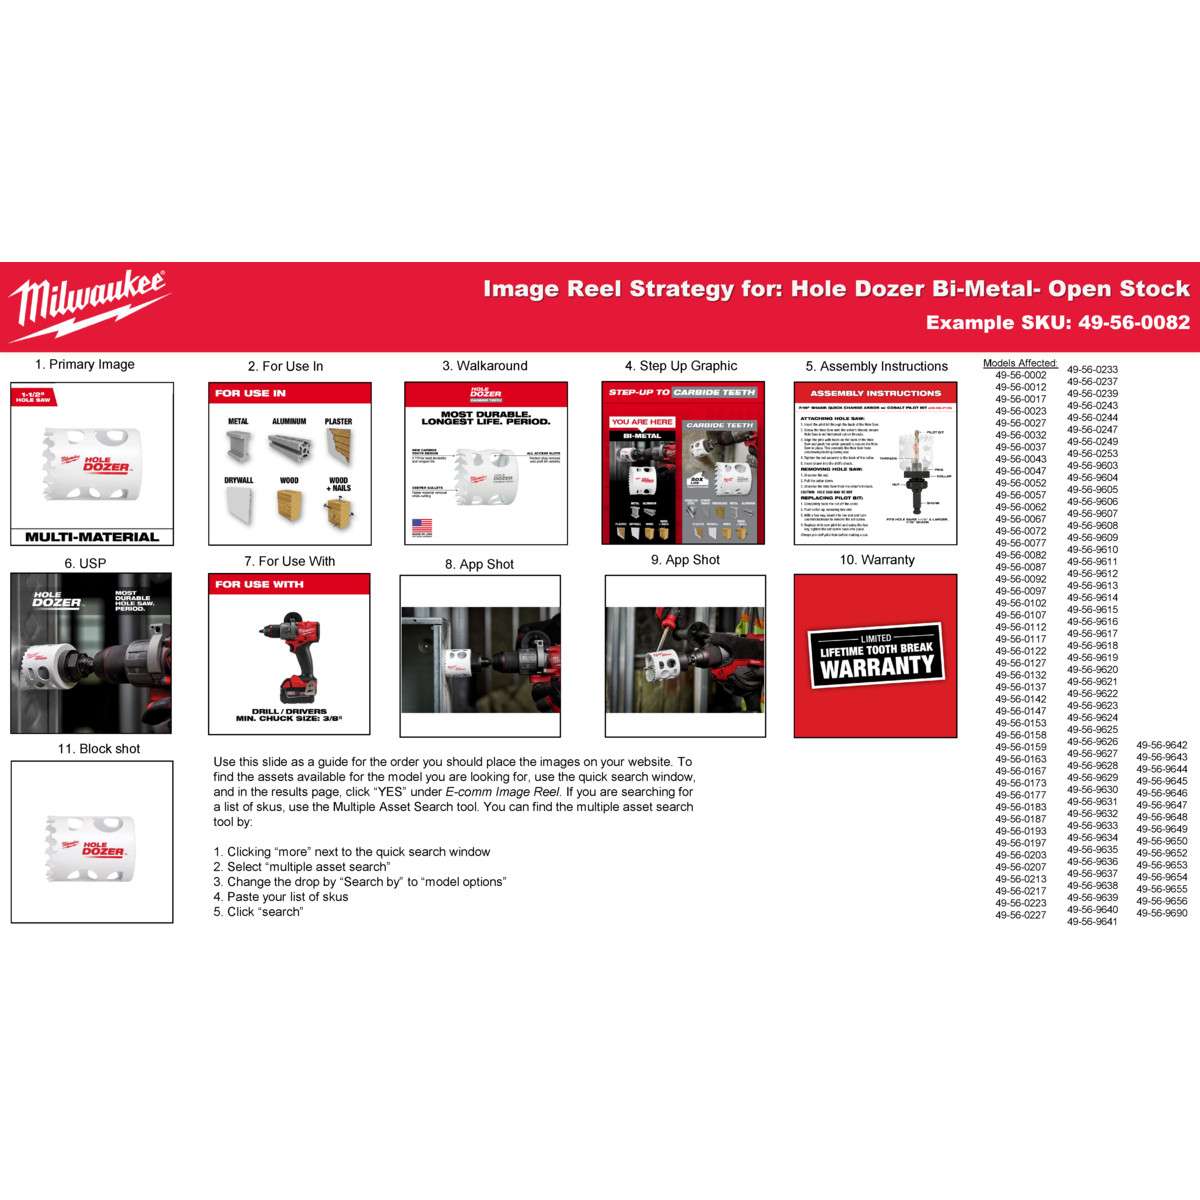 Milwaukee
Image Reel Strategy for: Hole Dozer Bi-Metal- Open Stock
Example SKU: 49-56-0082
1. Primary Image
1-1/2"
HOLE SAW
Milwaukee
HOLE
DOZER
MULTI-MATERIAL
2. For Use In
FOR USE IN
METAL
ALUMINUM
PLASTER
DRYWALL
WOOD
WOOD
+ NAILS
3. Walkaround
HOLE
DOZER
CARBIDE TEETH
MOST DURABLE.
LONGEST LIFE. PERIOD.
ALL ACCESS SLOTS
DEEPER GULLETS
HOLE
DOZER
4. Step Up Graphic
STEP-UP TO CARBIDE TEETH
YOU ARE HERE
BI-METAL
CARBIDE TEETH
5. Assembly Instructions
ASSEMBLY INSTRUCTIONS
ATTACHING HOLE SAW:
REMOVING HOLE SAW:
REPLACING PILOT BIT:
PILOT BIT
6. USP
HOLE
DOZER
MOST
DURABLE
HOLE SAW.
PERIOD.
7. For Use With
FOR USE WITH
DRILL / DRIVERS
MIN. CHUCK SIZE: 3/8"
8. App Shot
9. App Shot
10. Warranty
LIMITED
LIFETIME TOOTH BREAK
WARRANTY
11. Block shot
Milwaukee
HOLE
DOZER
Use this slide as a guide for the order you should place the images on your website. To
find the assets available for the model you are looking for, use the quick search window,
and in the results page, click “YES” under E-comm Image Reel. If you are searching for
a list of skus, use the Multiple Asset Search tool. You can find the multiple asset search
tool by:
1. Clicking “more” next to the quick search window
2. Select “multiple asset search”
3. Change the drop by “Search by” to “model options”
4. Paste your list of skus
5. Click “search”
Models Affected:
49-56-0002
49-56-0012
49-56-0017
49-56-0023
49-56-0027
49-56-0032
49-56-0037
49-56-0043
49-56-0047
49-56-0052
49-56-0057
49-56-0062
49-56-0067
49-56-0072
49-56-0077
49-56-0082
49-56-0087
49-56-0092
49-56-0097
49-56-0102
49-56-0107
49-56-0112
49-56-0117
49-56-0122
49-56-0127
49-56-0132
49-56-0137
49-56-0142
49-56-0147
49-56-0153
49-56-0158
49-56-0159
49-56-0163
49-56-0167
49-56-0173
49-56-0177
49-56-0183
49-56-0187
49-56-0193
49-56-0197
49-56-0203
49-56-0207
49-56-0213
49-56-0217
49-56-0223
49-56-0227
49-56-0233
49-56-0237
49-56-0239
49-56-0243
49-56-0244
49-56-0247
49-56-0249
49-56-0253
49-56-9603
49-56-9604
49-56-9605
49-56-9606
49-56-9607
49-56-9608
49-56-9609
49-56-9610
49-56-9611
49-56-9612
49-56-9613
49-56-9614
49-56-9615
49-56-9616
49-56-9617
49-56-9618
49-56-9619
49-56-9620
49-56-9621
49-56-9622
49-56-9623
49-56-9624
49-56-9625
49-56-9626
49-56-9627
49-56-9628
49-56-9629
49-56-9630
49-56-9631
49-56-9632
49-56-9633
49-56-9634
49-56-9635
49-56-9636
49-56-9637
49-56-9638
49-56-9639
49-56-9640
49-56-9641
49-56-9642
49-56-9643
49-56-9644
49-56-9645
49-56-9646
49-56-9647
49-56-9648
49-56-9649
49-56-9650
49-56-9652
49-56-9653
49-56-9654
49-56-9655
49-56-9656
49-56-9690